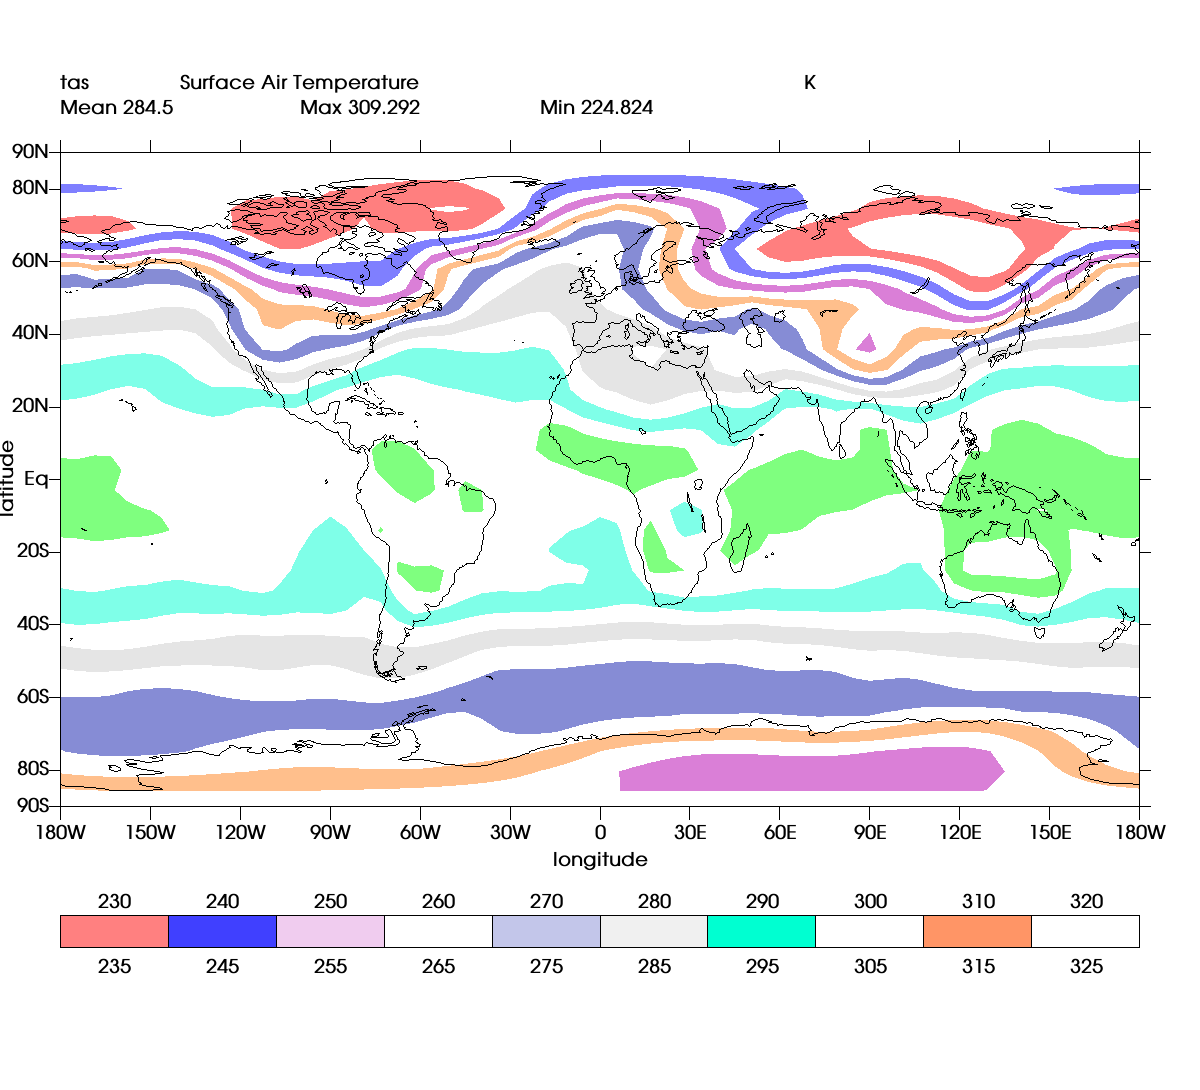 tas Surface Air Temperature K
Mean 284.5 Max 309.292 Min 224.824
90N
80N
60N
40N
20N
Eq
20S
40S
60S
80S
90S
latitude
180W 150W 120W 90W 60W 30W 0 30E 60E 90E 120E 150E 180W
longitude
230 240 250 260 270 280 290 300 310 320
235 245 255 265 275 285 295 305 315 325